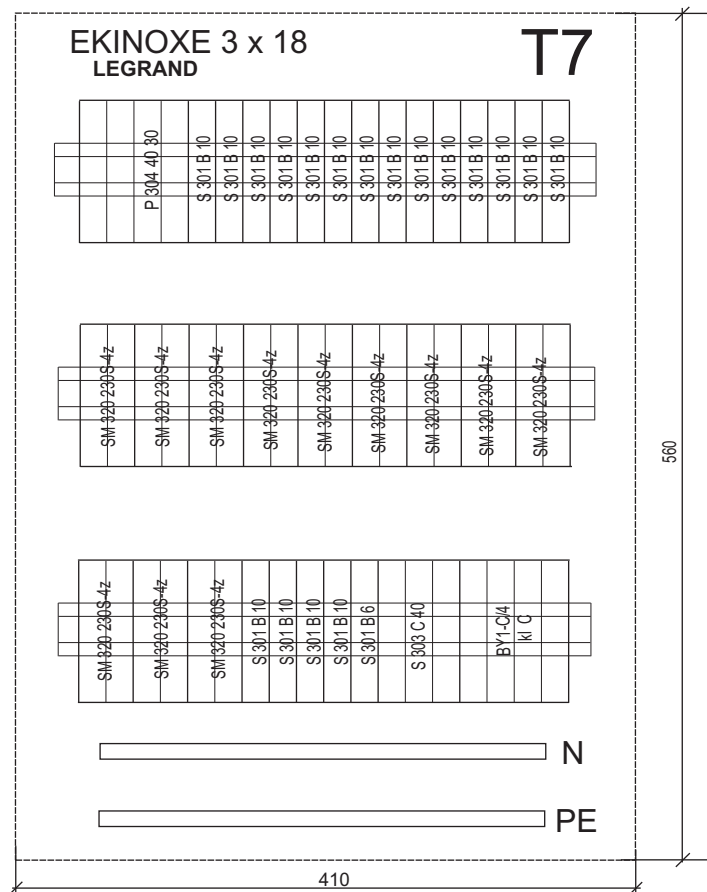 EKINOXE 3 x 18
LEGRAND
T7
P 304 40 30
S 301 B 10
S 301 B 10
S 301 B 10
S 301 B 10
S 301 B 10
S 301 B 10
S 301 B 10
S 301 B 10
S 301 B 10
S 301 B 10
S 301 B 10
S 301 B 10
S 301 B 10
S 301 B 10
SM 320 230S-4z
SM 320 230S-4z
SM 320 230S-4z
SM 320 230S-4z
SM 320 230S-4z
SM 320 230S-4z
SM 320 230S-4z
SM 320 230S-4z
SM 320 230S-4z
560
SM 320 230S-4z
SM 320 230S-4z
SM 320 230S-4z
S 301 B 10
S 301 B 10
S 301 B 10
S 301 B 10
S 301 B 6
S 303 C 40
BY1-C/4
kl C
N
PE
410